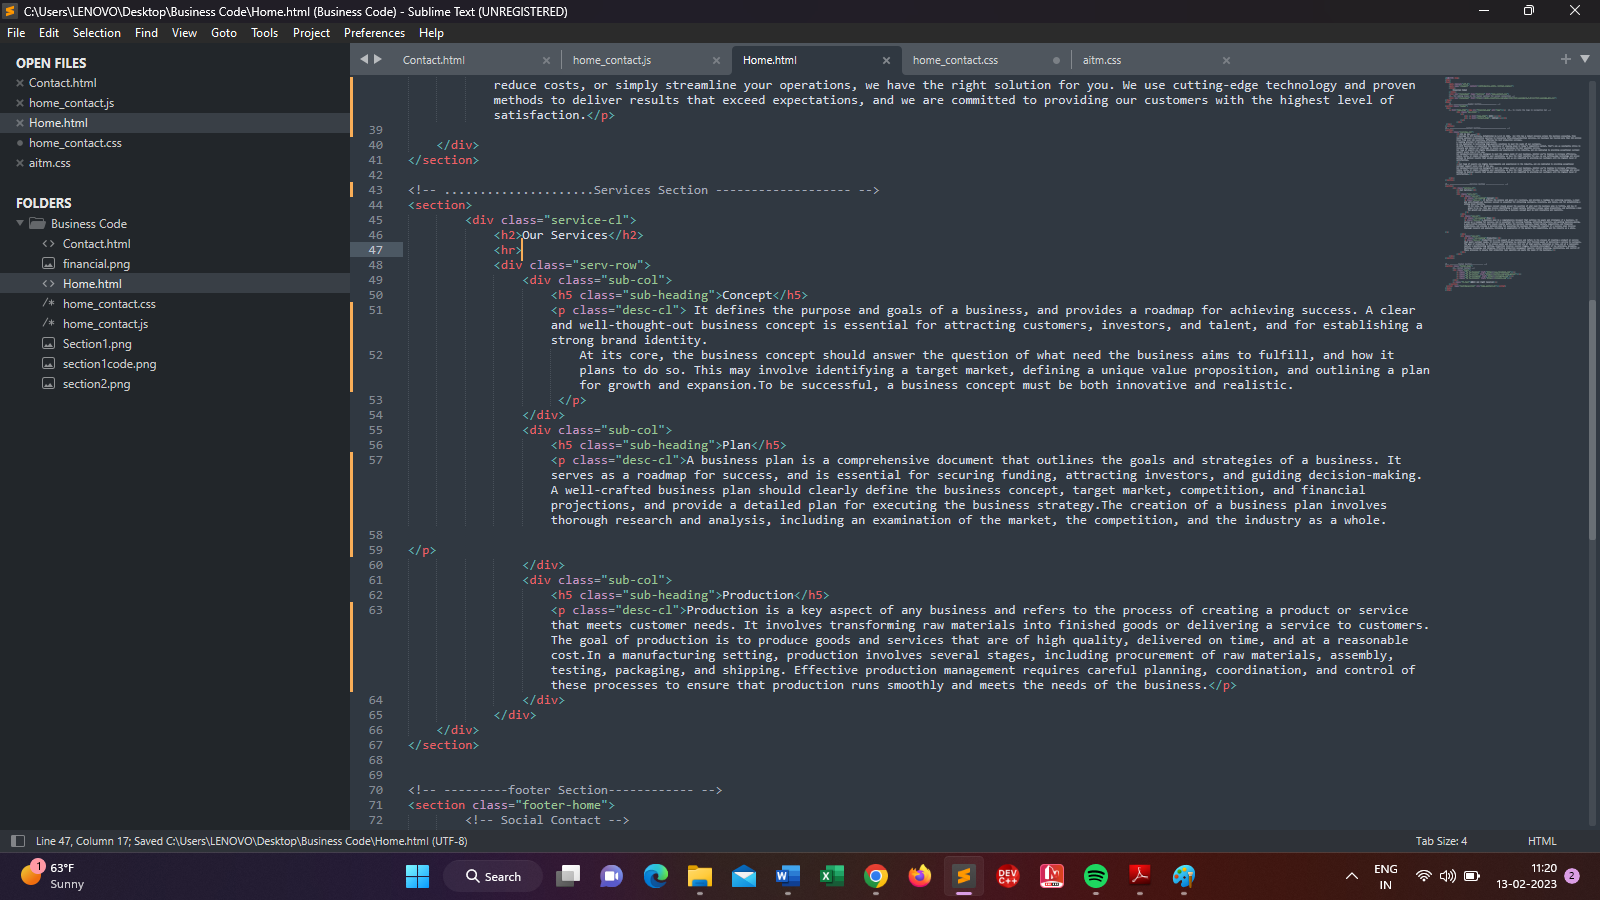 C:\Users\LENOVO\Desktop\Business Code\Home.html (Business Code) - Sublime Text (UNREGISTERED)
File Edit Selection Find View Goto Tools Project Preferences Help
OPEN FILES
Contact.html
home_contact.js
Home.html
home_contact.css
aitm.css
FOLDERS
Business Code
Contact.html
financial.png
Home.html
home_contact.css
home_contact.js
Section1.png
section1code.png
section2.png
Contact.html home_contact.js Home.html home_contact.css aitm.css
reduce costs, or simply streamline your operations, we have the right solution for you. We use cutting-edge technology and proven
methods to deliver results that exceed expectations, and we are committed to providing our customers with the highest level of
satisfaction.</p>
39
40 </div>
41 </section>
42
43 <!-- .....................Services Section ------------------- -->
44 <section>
45 <div class="service-cl">
46 <h2>Our Services</h2>
47 <hr>
48 <div class="serv-row">
49 <div class="sub-col">
50 <h5 class="sub-heading">Concept</h5>
51 <p class="desc-cl"> It defines the purpose and goals of a business, and provides a roadmap for achieving success. A clear
and well-thought-out business concept is essential for attracting customers, investors, and talent, and for establishing a
strong brand identity.
52 At its core, the business concept should answer the question of what need the business aims to fulfill, and how it
plans to do so. This may involve identifying a target market, defining a unique value proposition, and outlining a plan
for growth and expansion.To be successful, a business concept must be both innovative and realistic.
53 </p>
54 </div>
55 <div class="sub-col">
56 <h5 class="sub-heading">Plan</h5>
57 <p class="desc-cl">A business plan is a comprehensive document that outlines the goals and strategies of a business. It
serves as a roadmap for success, and is essential for securing funding, attracting investors, and guiding decision-making.
A well-crafted business plan should clearly define the business concept, target market, competition, and financial
projections, and provide a detailed plan for executing the business strategy.The creation of a business plan involves
thorough research and analysis, including an examination of the market, the competition, and the industry as a whole.
58
59 </p>
60 </div>
61 <div class="sub-col">
62 <h5 class="sub-heading">Production</h5>
63 <p class="desc-cl">Production is a key aspect of any business and refers to the process of creating a product or service
that meets customer needs. It involves transforming raw materials into finished goods or delivering a service to customers.
The goal of production is to produce goods and services that are of high quality, delivered on time, and at a reasonable
cost.In a manufacturing setting, production involves several stages, including procurement of raw materials, assembly,
testing, packaging, and shipping. Effective production management requires careful planning, coordination, and control of
these processes to ensure that production runs smoothly and meets the needs of the business.</p>
64 </div>
65 </div>
66 </div>
67 </section>
68
69
70 <!-- ---------footer Section------------ -->
71 <section class="footer-home">
72 <!-- Social Contact -->
Line 47, Column 17; Saved C:\Users\LENOVO\Desktop\Business Code\Home.html (UTF-8)
Tab Size: 4
HTML
1
63°F
Sunny
Search
DEV
C++
ENG
IN
11:20
13-02-2023
2